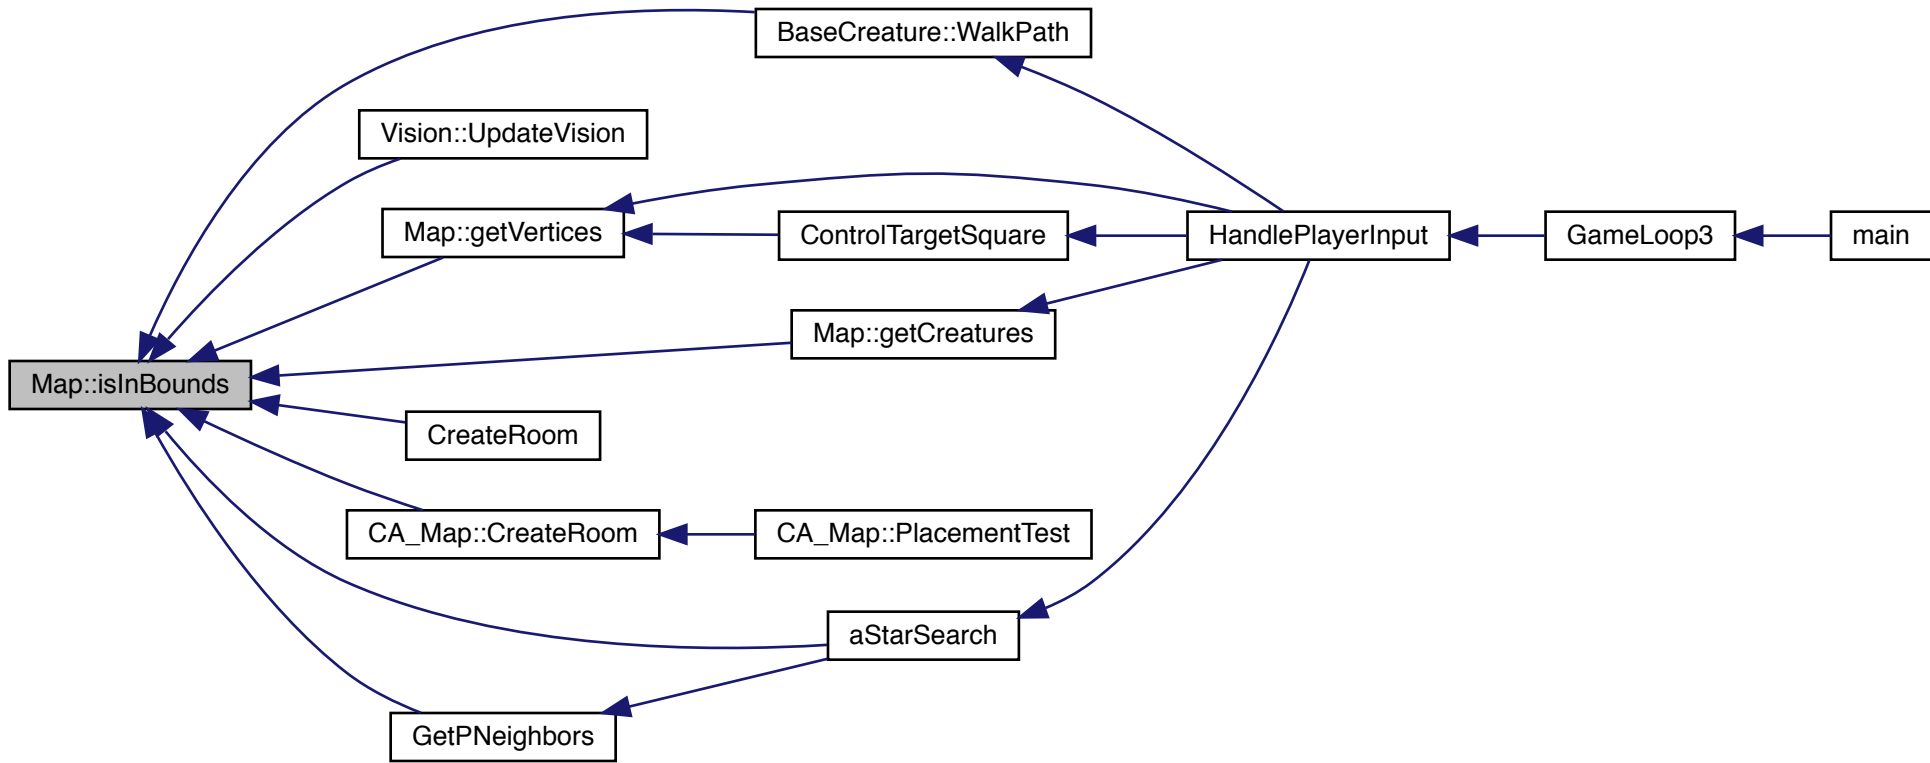 BaseCreature::WalkPath
Vision::UpdateVision
Map::getVertices
ControlTargetSquare
HandlePlayerInput
GameLoop3
main
Map::getCreatures
Map::isInBounds
CreateRoom
CA_Map::CreateRoom
CA_Map::PlacementTest
aStarSearch
GetPNeighbors